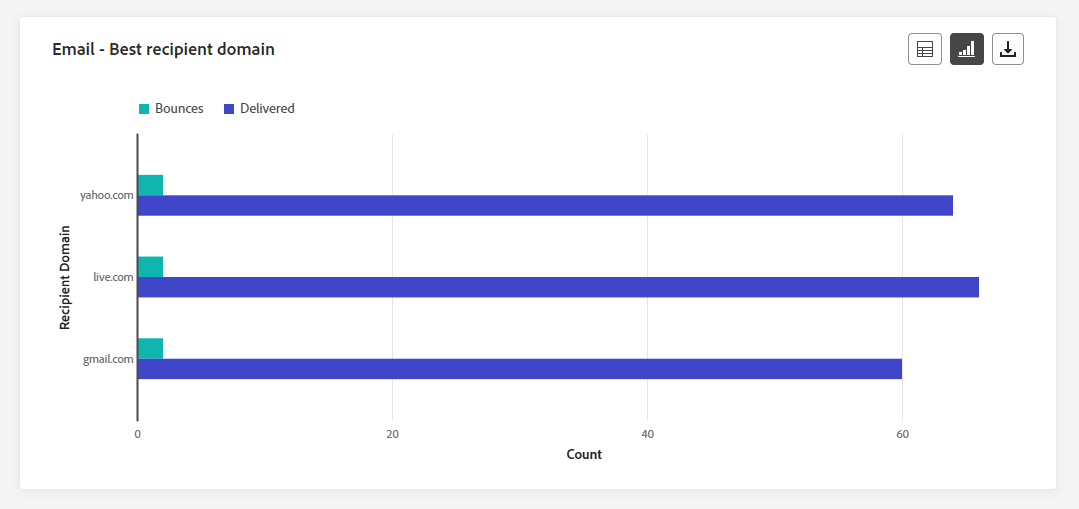 Email - Best recipient domain
Bounces Delivered
yahoo.com
live.com
gmail.com
Recipient Domain
0 20 40 60
Count